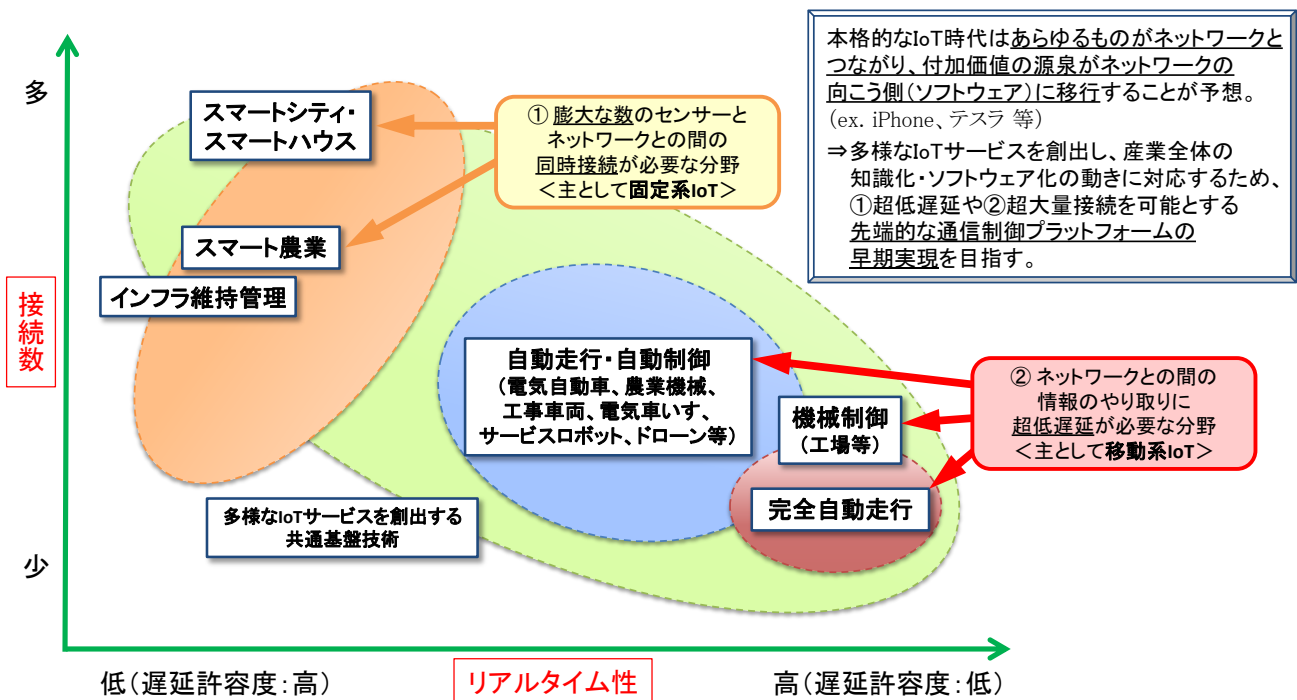 本格的なIoT時代はあらゆるものがネットワークと
つながり、付加価値の源泉がネットワークの
向こう側(ソフトウェア)に移行することが予想。
(ex. iPhone、テスラ 等)
⇒多様なIoTサービスを創出し、産業全体の
知識化・ソフトウェア化の動きに対応するため、
①超低遅延や②超大量接続を可能とする
先端的な通信制御プラットフォームの
早期実現を目指す。
多
スマートシティ・
スマートハウス
① 膨大な数のセンサーと
ネットワークとの間の
同時接続が必要な分野
<主として固定系IoT>
スマート農業
インフラ維持管理
接続数
自動走行・自動制御
(電気自動車、農業機械、
工事車両、電気車いす、
サービスロボット、ドローン等)
機械制御
(工場等)
② ネットワークとの間の
情報のやり取りに
超低遅延が必要な分野
<主として移動系IoT>
完全自動走行
多様なIoTサービスを創出する
共通基盤技術
少
低(遅延許容度:高)
リアルタイム性
高(遅延許容度:低)